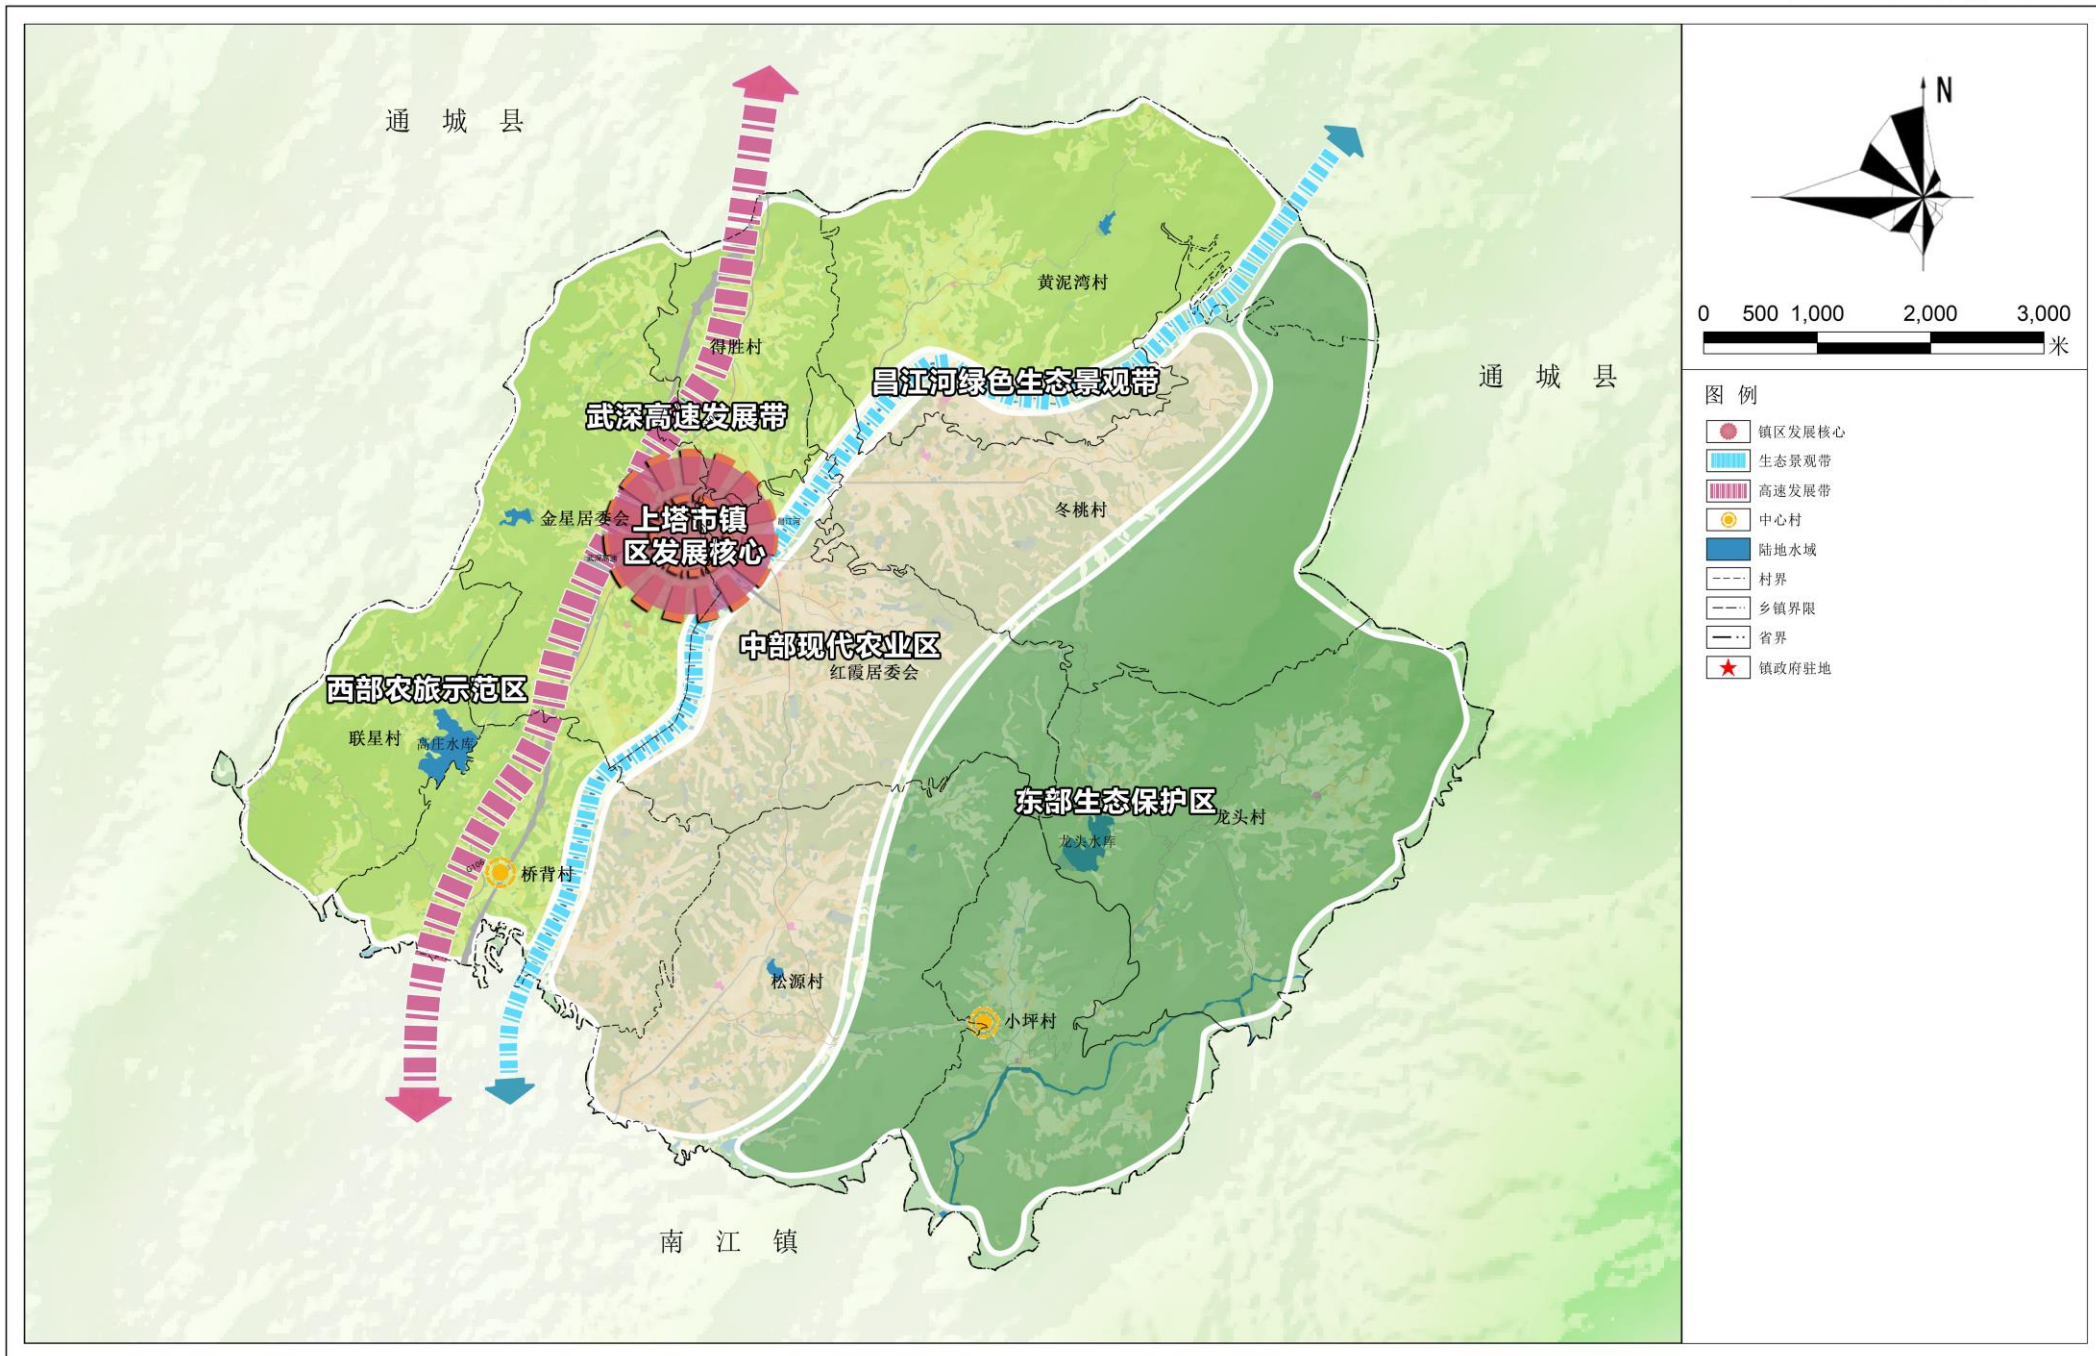 通城县
N
0 500 1,000 2,000 3,000
米
通城县
图例
镇区发展核心
生态景观带
高速发展带
中心村
陆地水域
村界
乡镇界限
省界
镇政府驻地
黄泥湾村
得胜村
昌江河绿色生态景观带
武深高速发展带
冬桃村
金星居委会
上塔市镇
区发展核心
昌江河
武深高速
中部现代农业区
红霞居委会
西部农旅示范区
联星村
高庄水库
东部生态保护区
龙头村
龙头水库
桥背村
松源村
小坪村
南江镇